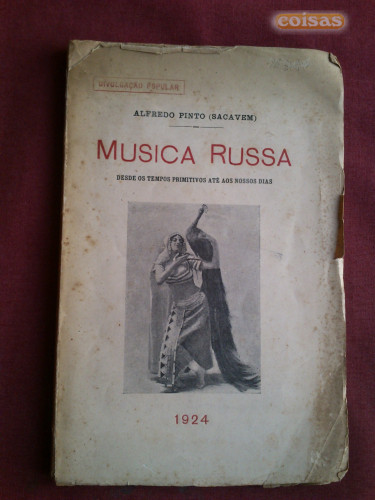 coisas
DIVULGAÇÃO POPULAR
ALFREDO PINTO (SACAVEM)
MUSICA RUSSA
DESDE OS TEMPOS PRIMITIVOS ATÉ AOS NOSSOS DIAS
1924